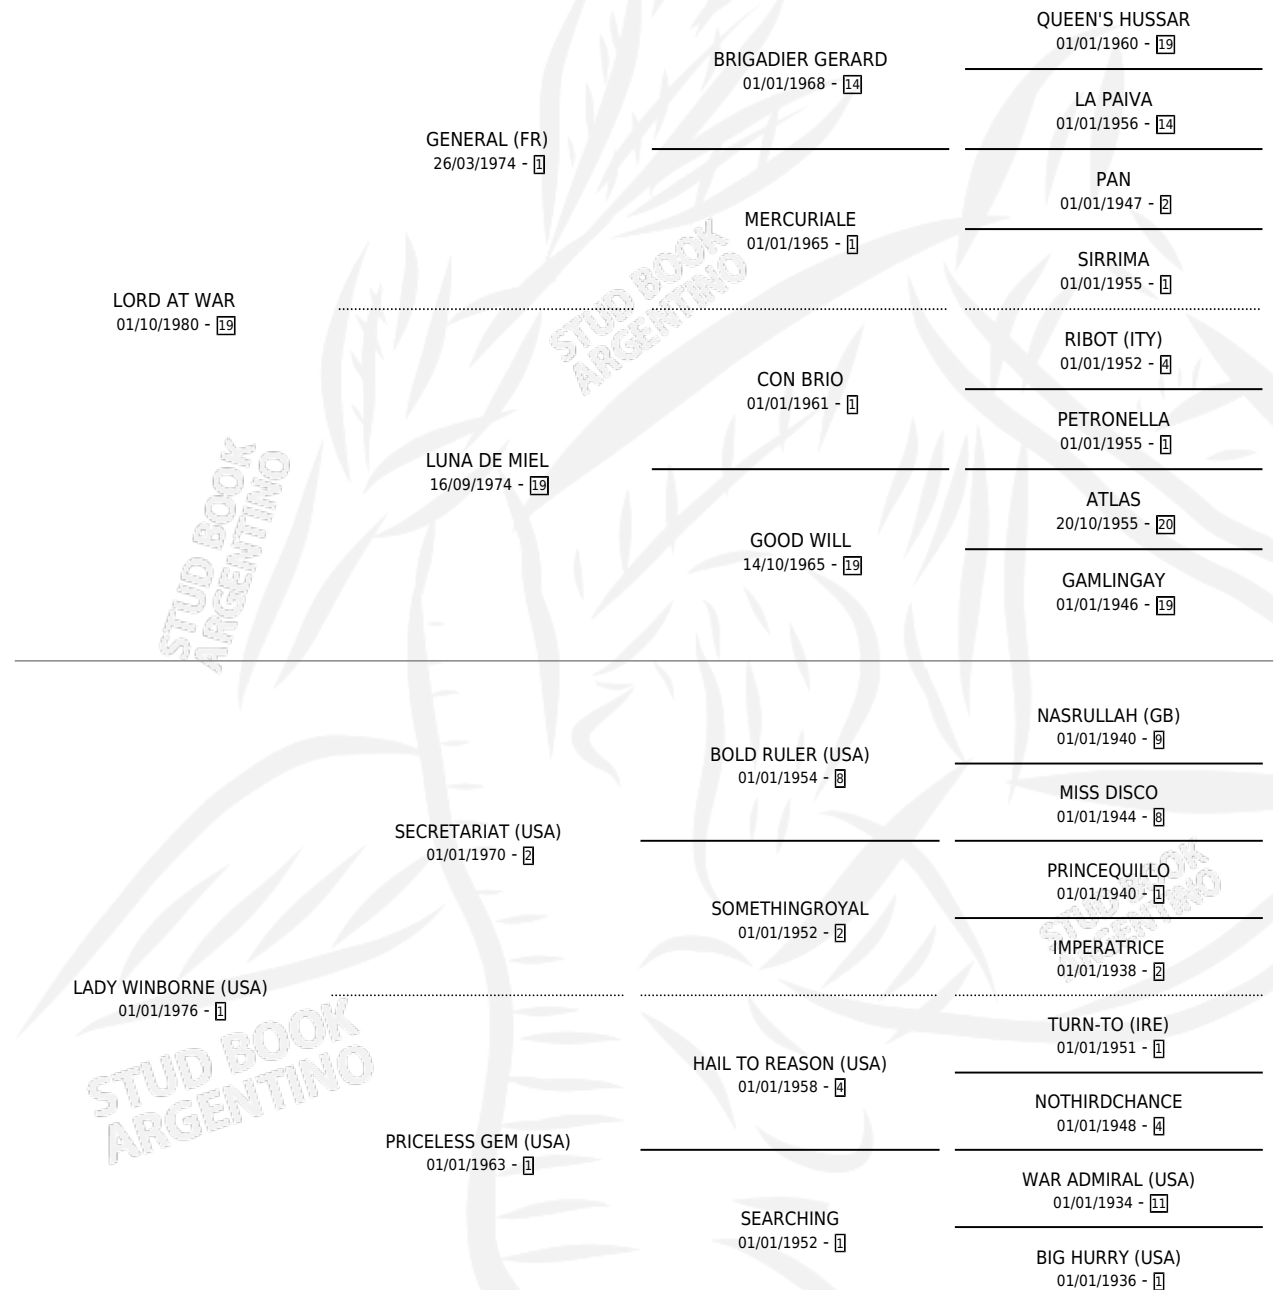 LORD AT WAR
01/10/1980 - 19
GENERAL (FR)
26/03/1974 - 1
BRIGADIER GERARD
01/01/1968 - 14
QUEEN'S HUSSAR
01/01/1960 - 19
LA PAIVA
01/01/1956 - 14
MERCURIALE
01/01/1965 - 1
PAN
01/01/1947 - 2
SIRRIMA
01/01/1955 - 1
LUNA DE MIEL
16/09/1974 - 19
CON BRIO
01/01/1961 - 1
RIBOT (ITY)
01/01/1952 - 4
PETRONELLA
01/01/1955 - 1
GOOD WILL
14/10/1965 - 19
ATLAS
20/10/1955 - 20
GAMLINGAY
01/01/1946 - 19
LADY WINBORNE (USA)
01/01/1976 - 1
SECRETARIAT (USA)
01/01/1970 - 2
BOLD RULER (USA)
01/01/1954 - 8
NASRULLAH (GB)
01/01/1940 - 9
MISS DISCO
01/01/1944 - 8
SOMETHINGROYAL
01/01/1952 - 2
PRINCEQUILLO
01/01/1940 - 1
IMPERATRICE
01/01/1938 - 2
PRICELESS GEM (USA)
01/01/1963 - 1
HAIL TO REASON (USA)
01/01/1958 - 4
TURN-TO (IRE)
01/01/1951 - 1
NOTHIRDCHANCE
01/01/1948 - 4
SEARCHING
01/01/1952 - 1
WAR ADMIRAL (USA)
01/01/1934 - 11
BIG HURRY (USA)
01/01/1936 - 1
STUD BOOK
ARGENTINO
STUD BOOK
ARGENTINO
STUD BOOK
ARGENTINO
STUD BOOK
ARGENTINO